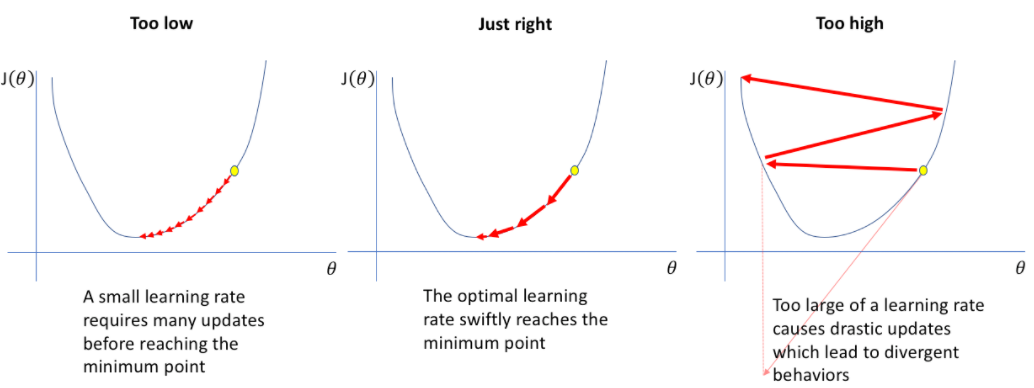 Too low
J(θ)
θ
A small learning rate
requires many updates
before reaching the
minimum point
Just right
J(θ)
θ
The optimal learning
rate swiftly reaches the
minimum point
Too high
J(θ)
θ
Too large of a learning rate
causes drastic updates
which lead to divergent
behaviors